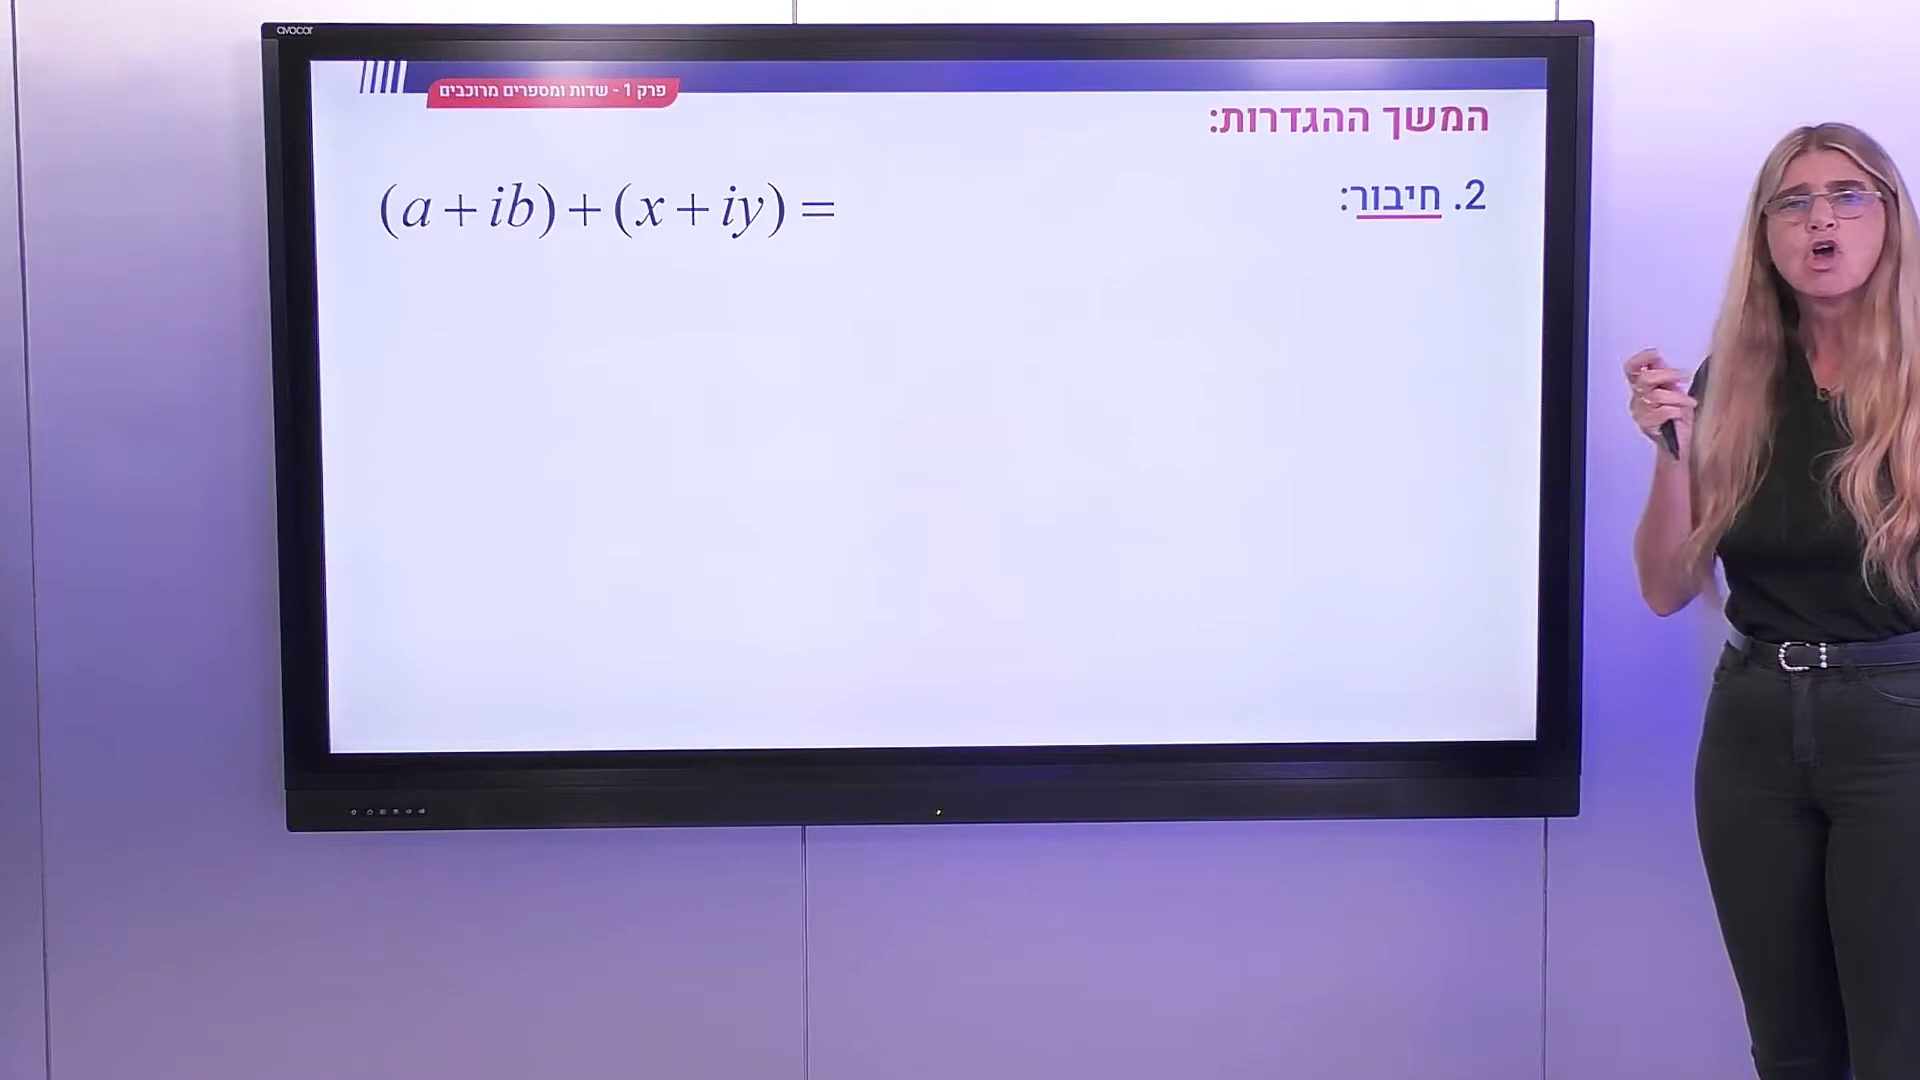 avocor
פרק 1 - שדות ומספרים מרוכבים
המשך ההגדרות:
2. חיבור:
(a + ib) + (x + iy) =